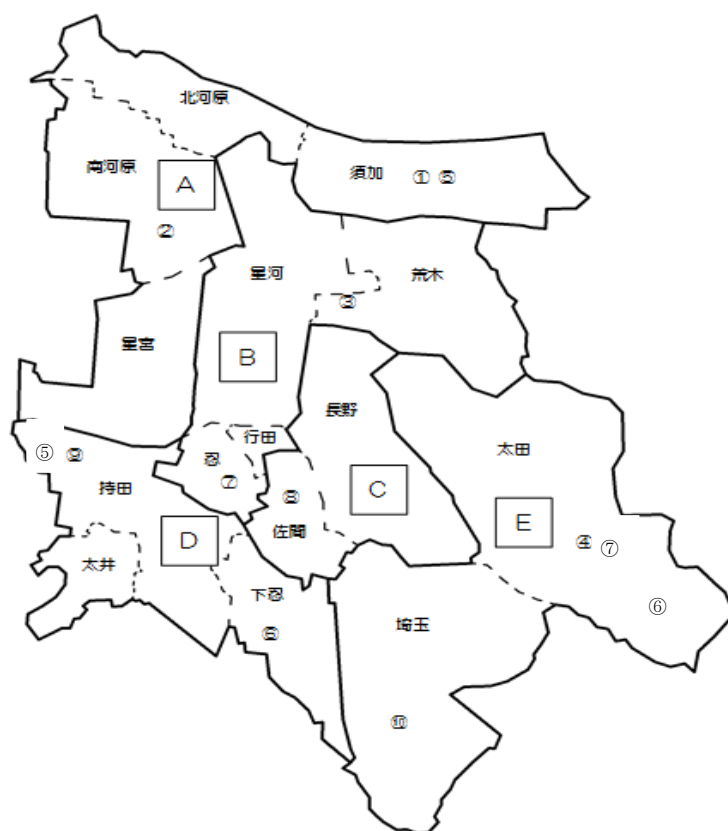 北河原
南河原
A
須加
①
⑤
②
星河
荒木
③
星宮
B
長野
行田
忍
太田
⑤
⑨
持田
⑦
⑧
C
佐間
E
④
⑦
D
太井
下忍
⑥
⑥
埼玉
⑩